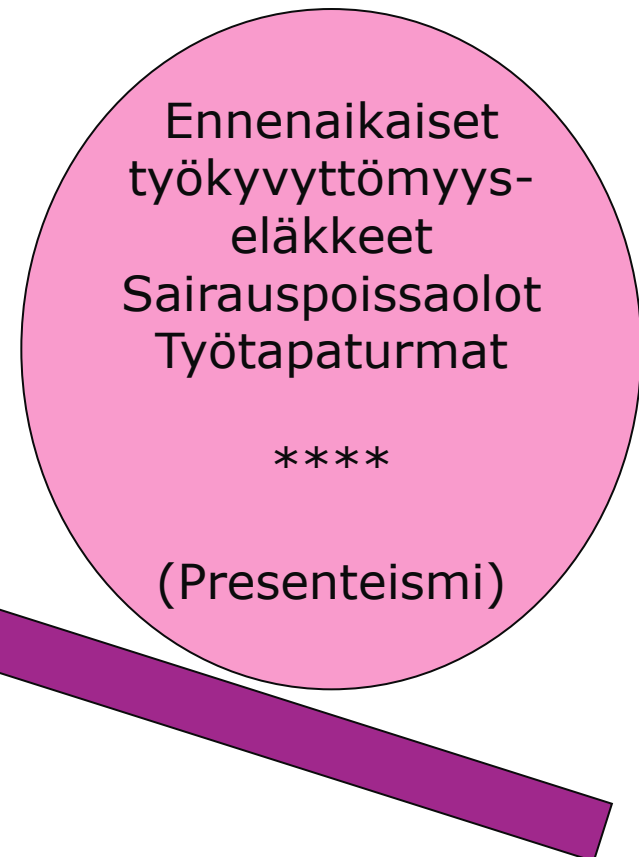 Ennenaikaiset
työkyvyttömyys-
eläkkeet
Sairauspoissaolot
Työtapaturmat
****
(Presenteismi)